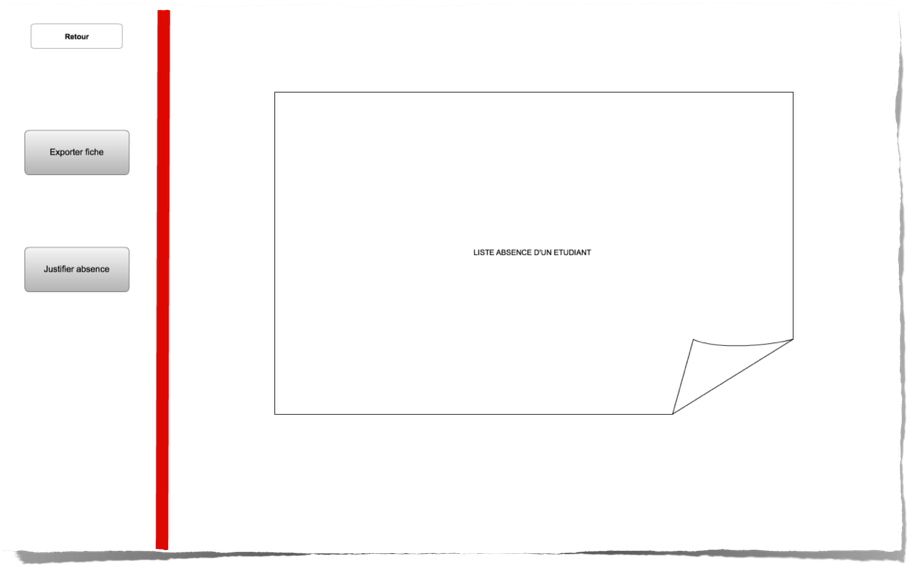 Retour
Exporter fiche
Justifier absence
LISTE ABSENCE D'UN ETUDIANT